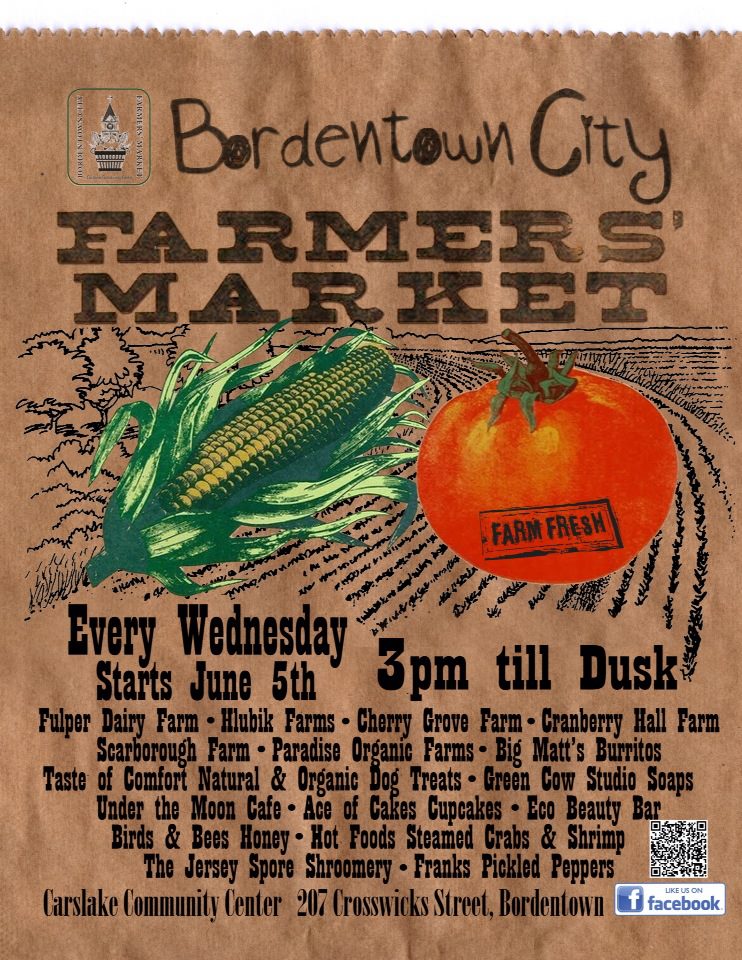 Bordentown City
FARMERS'
MARKET
FARMERS' MARKET
FARM FRESH
Every Wednesday
Starts June 5th
3pm till Dusk
Fulper Dairy Farm • Hlubik Farms • Cherry Grove Farm • Cranberry Hall Farm
Scarborough Farm • Paradise Organic Farms • Big Matt's Burritos
Taste of Comfort Natural & Organic Dog Treats • Green Cow Studio Soaps
Under the Moon Cafe • Ace of Cakes Cupcakes • Eco Beauty Bar
Birds & Bees Honey • Hot Foods Steamed Crabs & Shrimp
The Jersey Spore Shroomery • Franks Pickled Peppers
Carslake Community Center 207 Crosswicks Street, Bordentown
LIKE US ON
facebook